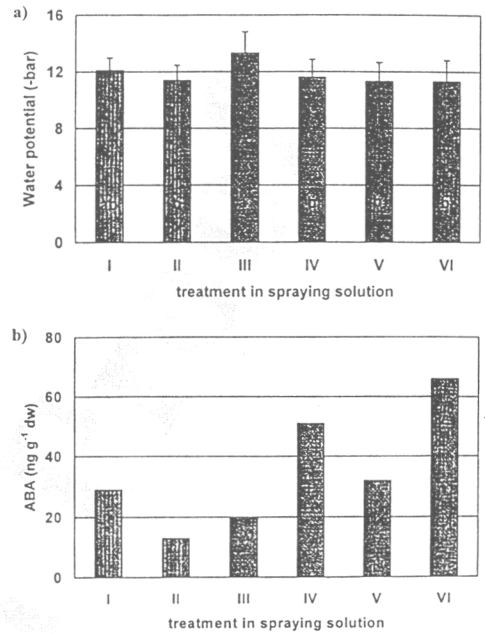 a)
16
12
8
4
0
Water potential (-bar)
I II III IV V VI
treatment in spraying solution
b)
80
60
40
20
0
ABA (ng g⁻¹ dw)
I II III IV V VI
treatment in spraying solution